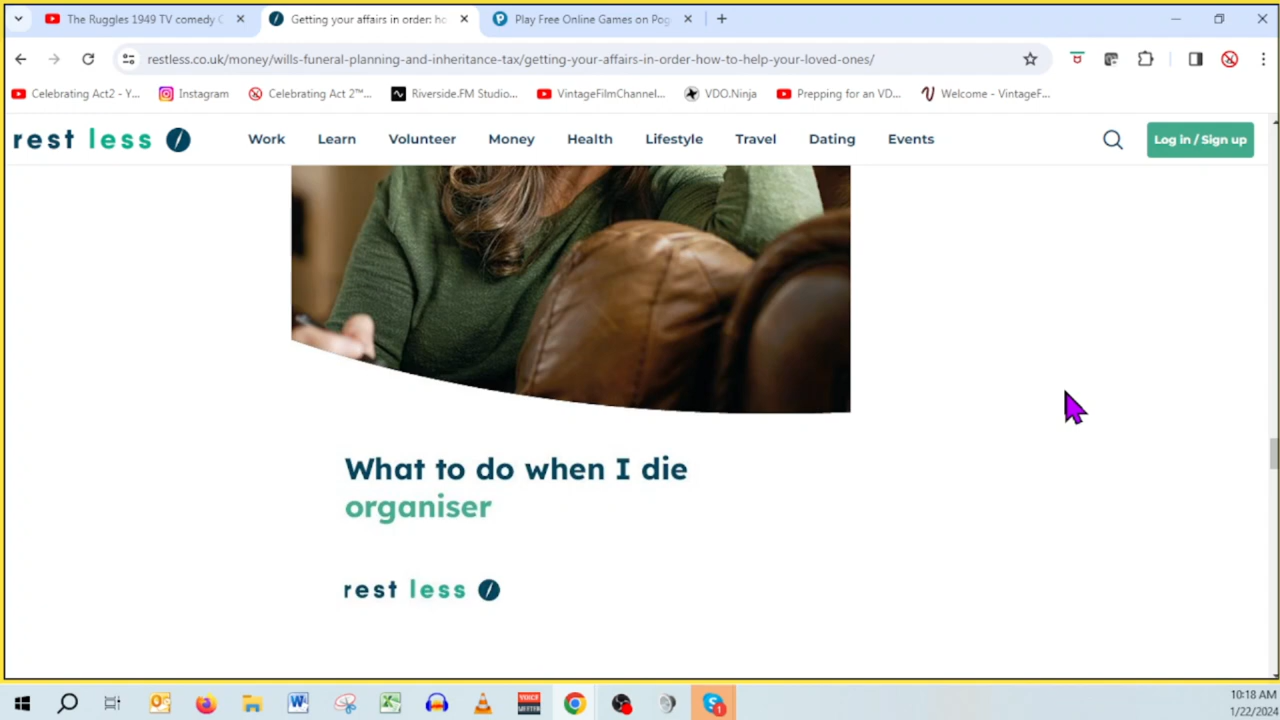 The Ruggles 1949 TV comedy C
Getting your affairs in order: ho
Play Free Online Games on Pog
restless.co.uk/money/wills-funeral-planning-and-inheritance-tax/getting-your-affairs-in-order-how-to-help-your-loved-ones/
Celebrating Act2 - Y...
Instagram
Celebrating Act 2™...
Riverside.FM Studio...
VintageFilmChannel...
VDO.Ninja
Prepping for an VD...
Welcome - VintageF...
rest less
Work
Learn
Volunteer
Money
Health
Lifestyle
Travel
Dating
Events
Log in / Sign up
What to do when I die
organiser
rest less
VOICE
MEETER
1
10:18 AM
1/22/2024